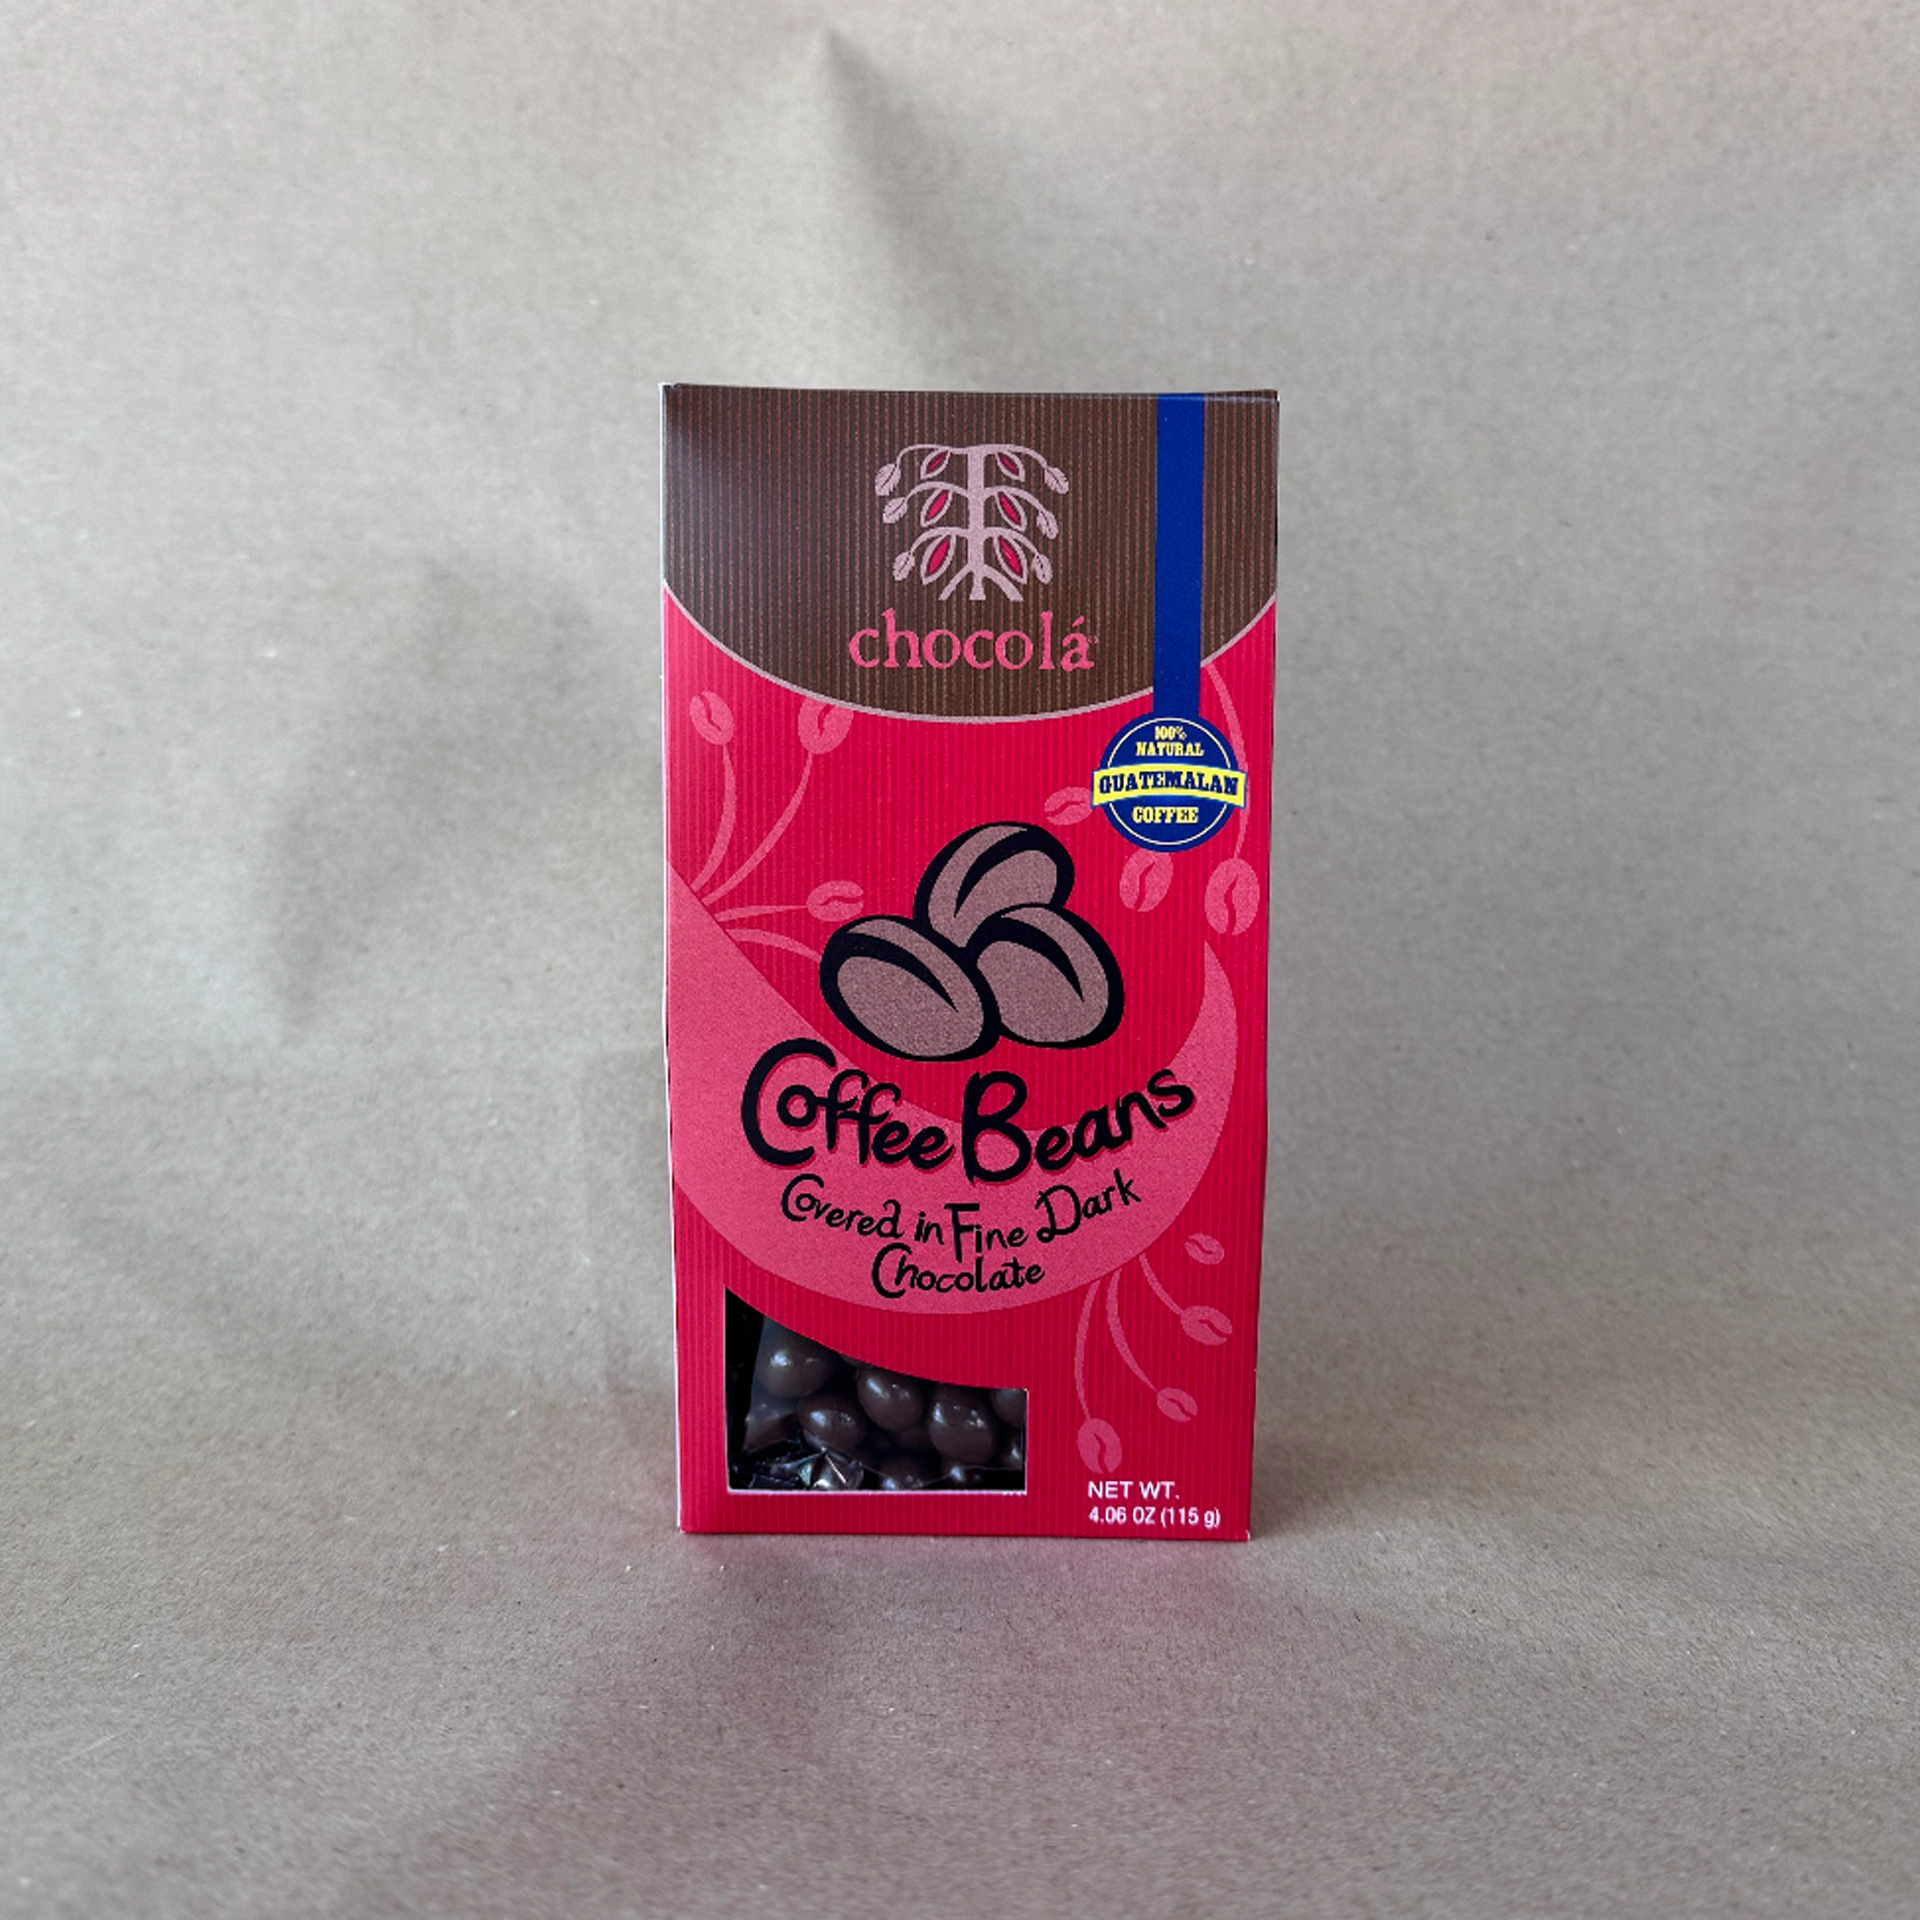 chocolá
100%
NATURAL
GUATEMALAN
COFFEE
Coffee Beans
Covered in Fine Dark
Chocolate
NET WT.
4.06 OZ (115 g)